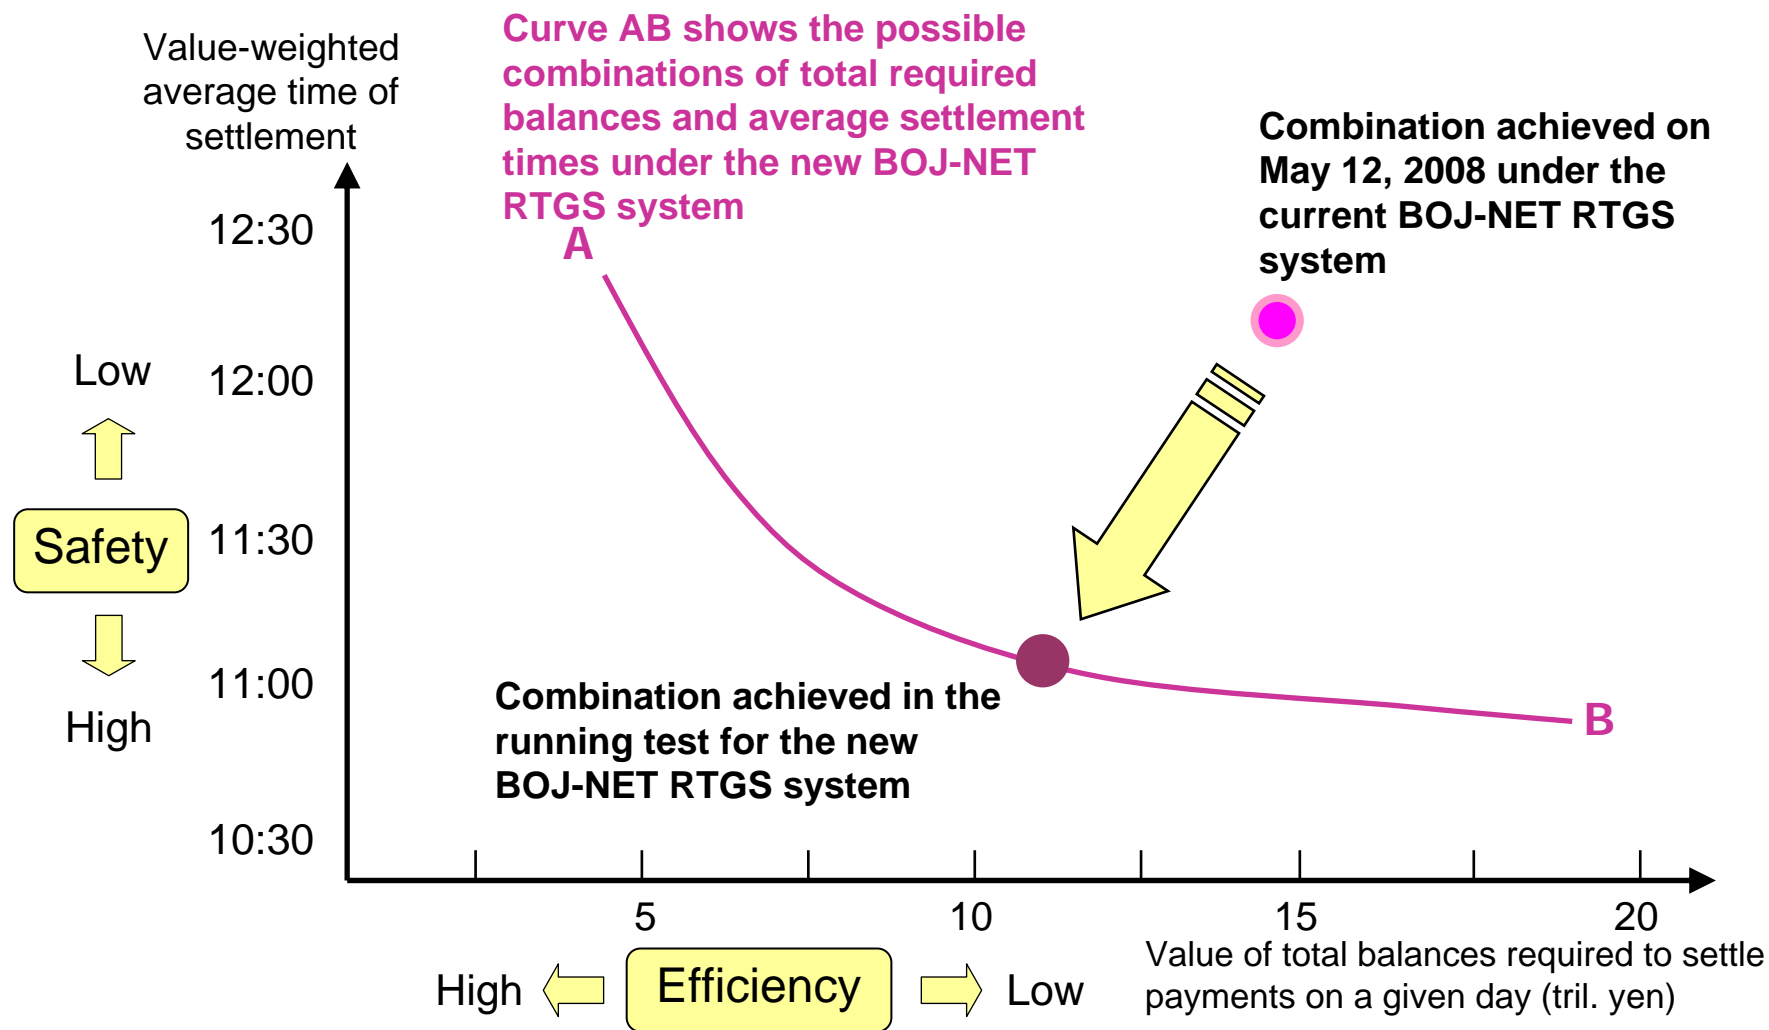 Value-weighted
average time of
settlement
Curve AB shows the possible
combinations of total required
balances and average settlement
times under the new BOJ-NET
RTGS system
Combination achieved on
May 12, 2008 under the
current BOJ-NET RTGS
system
12:30
A
Low
12:00
Safety
11:30
High
11:00
Combination achieved in the
running test for the new
BOJ-NET RTGS system
B
10:30
5
10
15
20
High
Efficiency
Low
Value of total balances required to settle
payments on a given day (tril. yen)